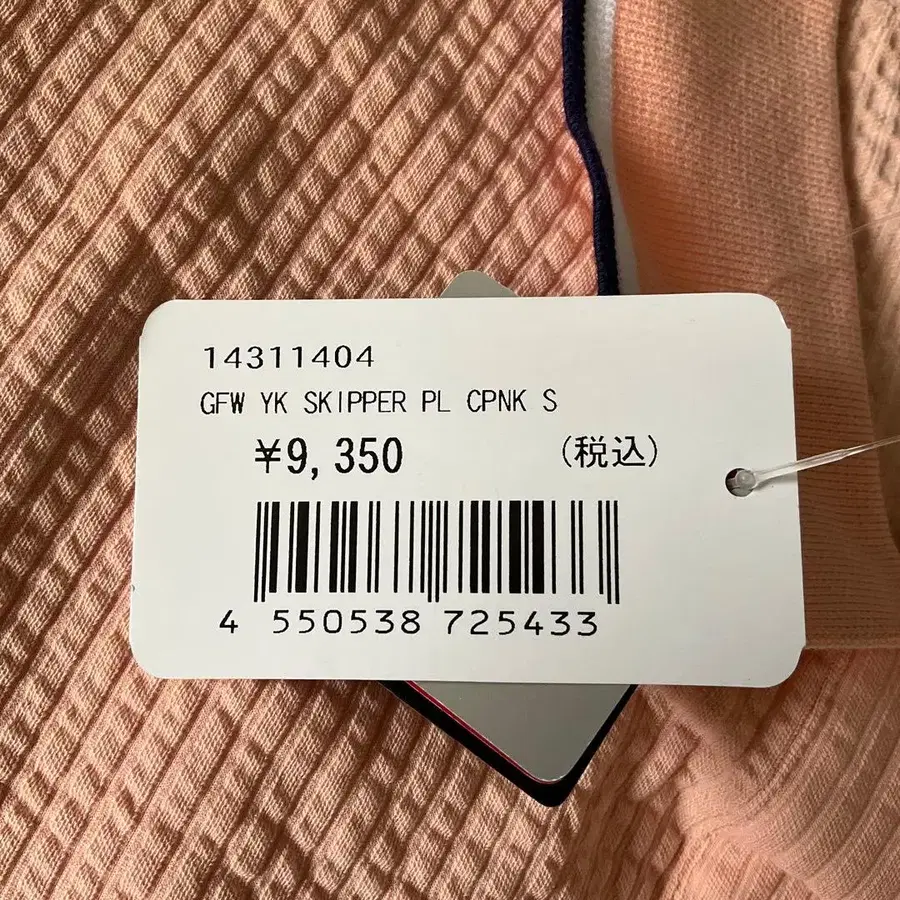 14311404
GFW YK SKIPPER PL CPNK S
¥9,350 (税込)
4 550538 725433